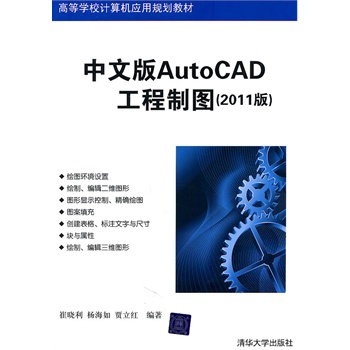 高等学校计算机应用规划教材
中文版AutoCAD
工程制图(2011版)
◆ 绘图环境设置
◆ 绘制、编辑二维图形
◆ 图形显示控制、精确绘图
◆ 图案填充
◆ 创建表格、标注文字与尺寸
◆ 块与属性
◆ 绘制、编辑三维图形
崔晓利 杨海如 贾立红 编著
清华大学出版社